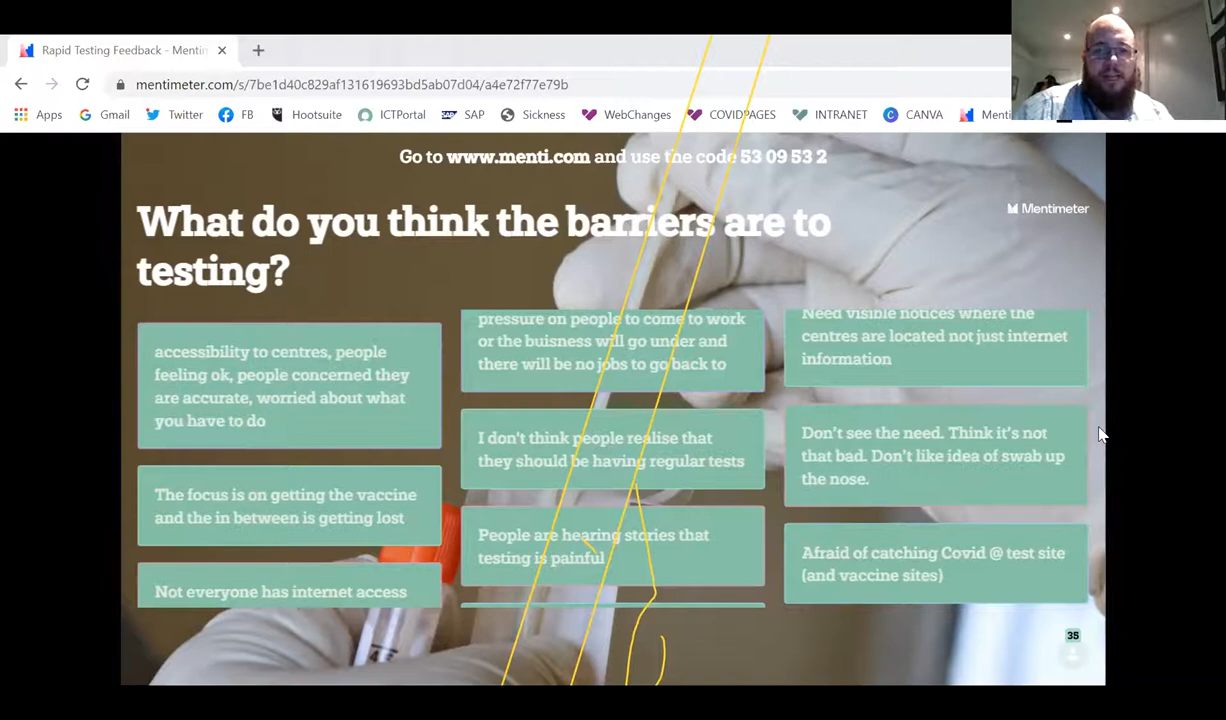 Rapid Testing Feedback - Mentim
mentimeter.com/s/7be1d40c829af131619693bd5ab07d04/a4e72f77e79b
Apps Gmail Twitter FB Hootsuite ICTPortal SAP Sickness WebChanges COVIDPAGES INTRANET CANVA Menti
Go to www.menti.com and use the code 53 09 53 2
Mentimeter
What do you think the barriers are to
testing?
accessibility to centres, people
feeling ok, people concerned they
are accurate, worried about what
you have to do
The focus is on getting the vaccine
and the in between is getting lost
Not everyone has internet access
pressure on people to come to work
or the buisness will go under and
there will be no jobs to go back to
I don't think people realise that
they should be having regular tests
People are hearing stories that
testing is painful
Need visible notices where the
centres are located not just internet
information
Don't see the need. Think it's not
that bad. Don't like idea of swab up
the nose.
Afraid of catching Covid @ test site
(and vaccine sites)
35